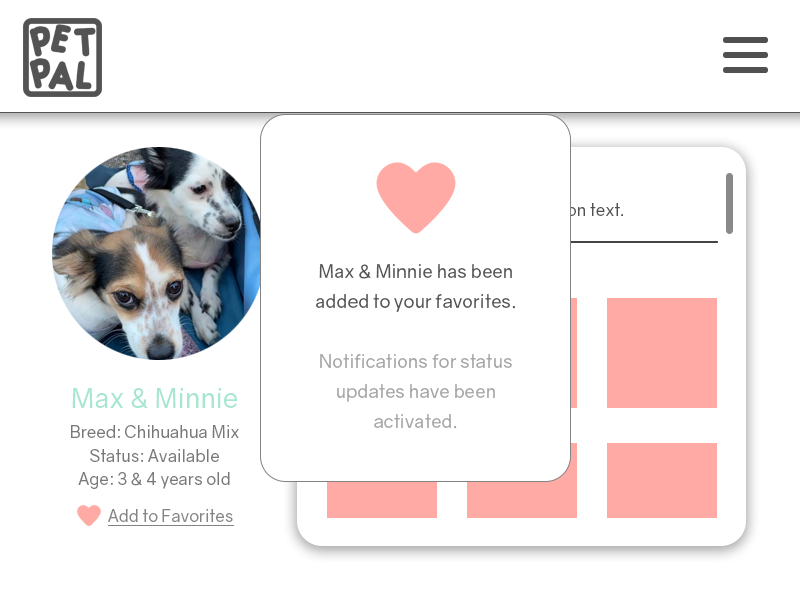 PET
PAL
on text.
Max & Minnie has been
added to your favorites.
Notifications for status
updates have been
activated.
Max & Minnie
Breed: Chihuahua Mix
Status: Available
Age: 3 & 4 years old
Add to Favorites